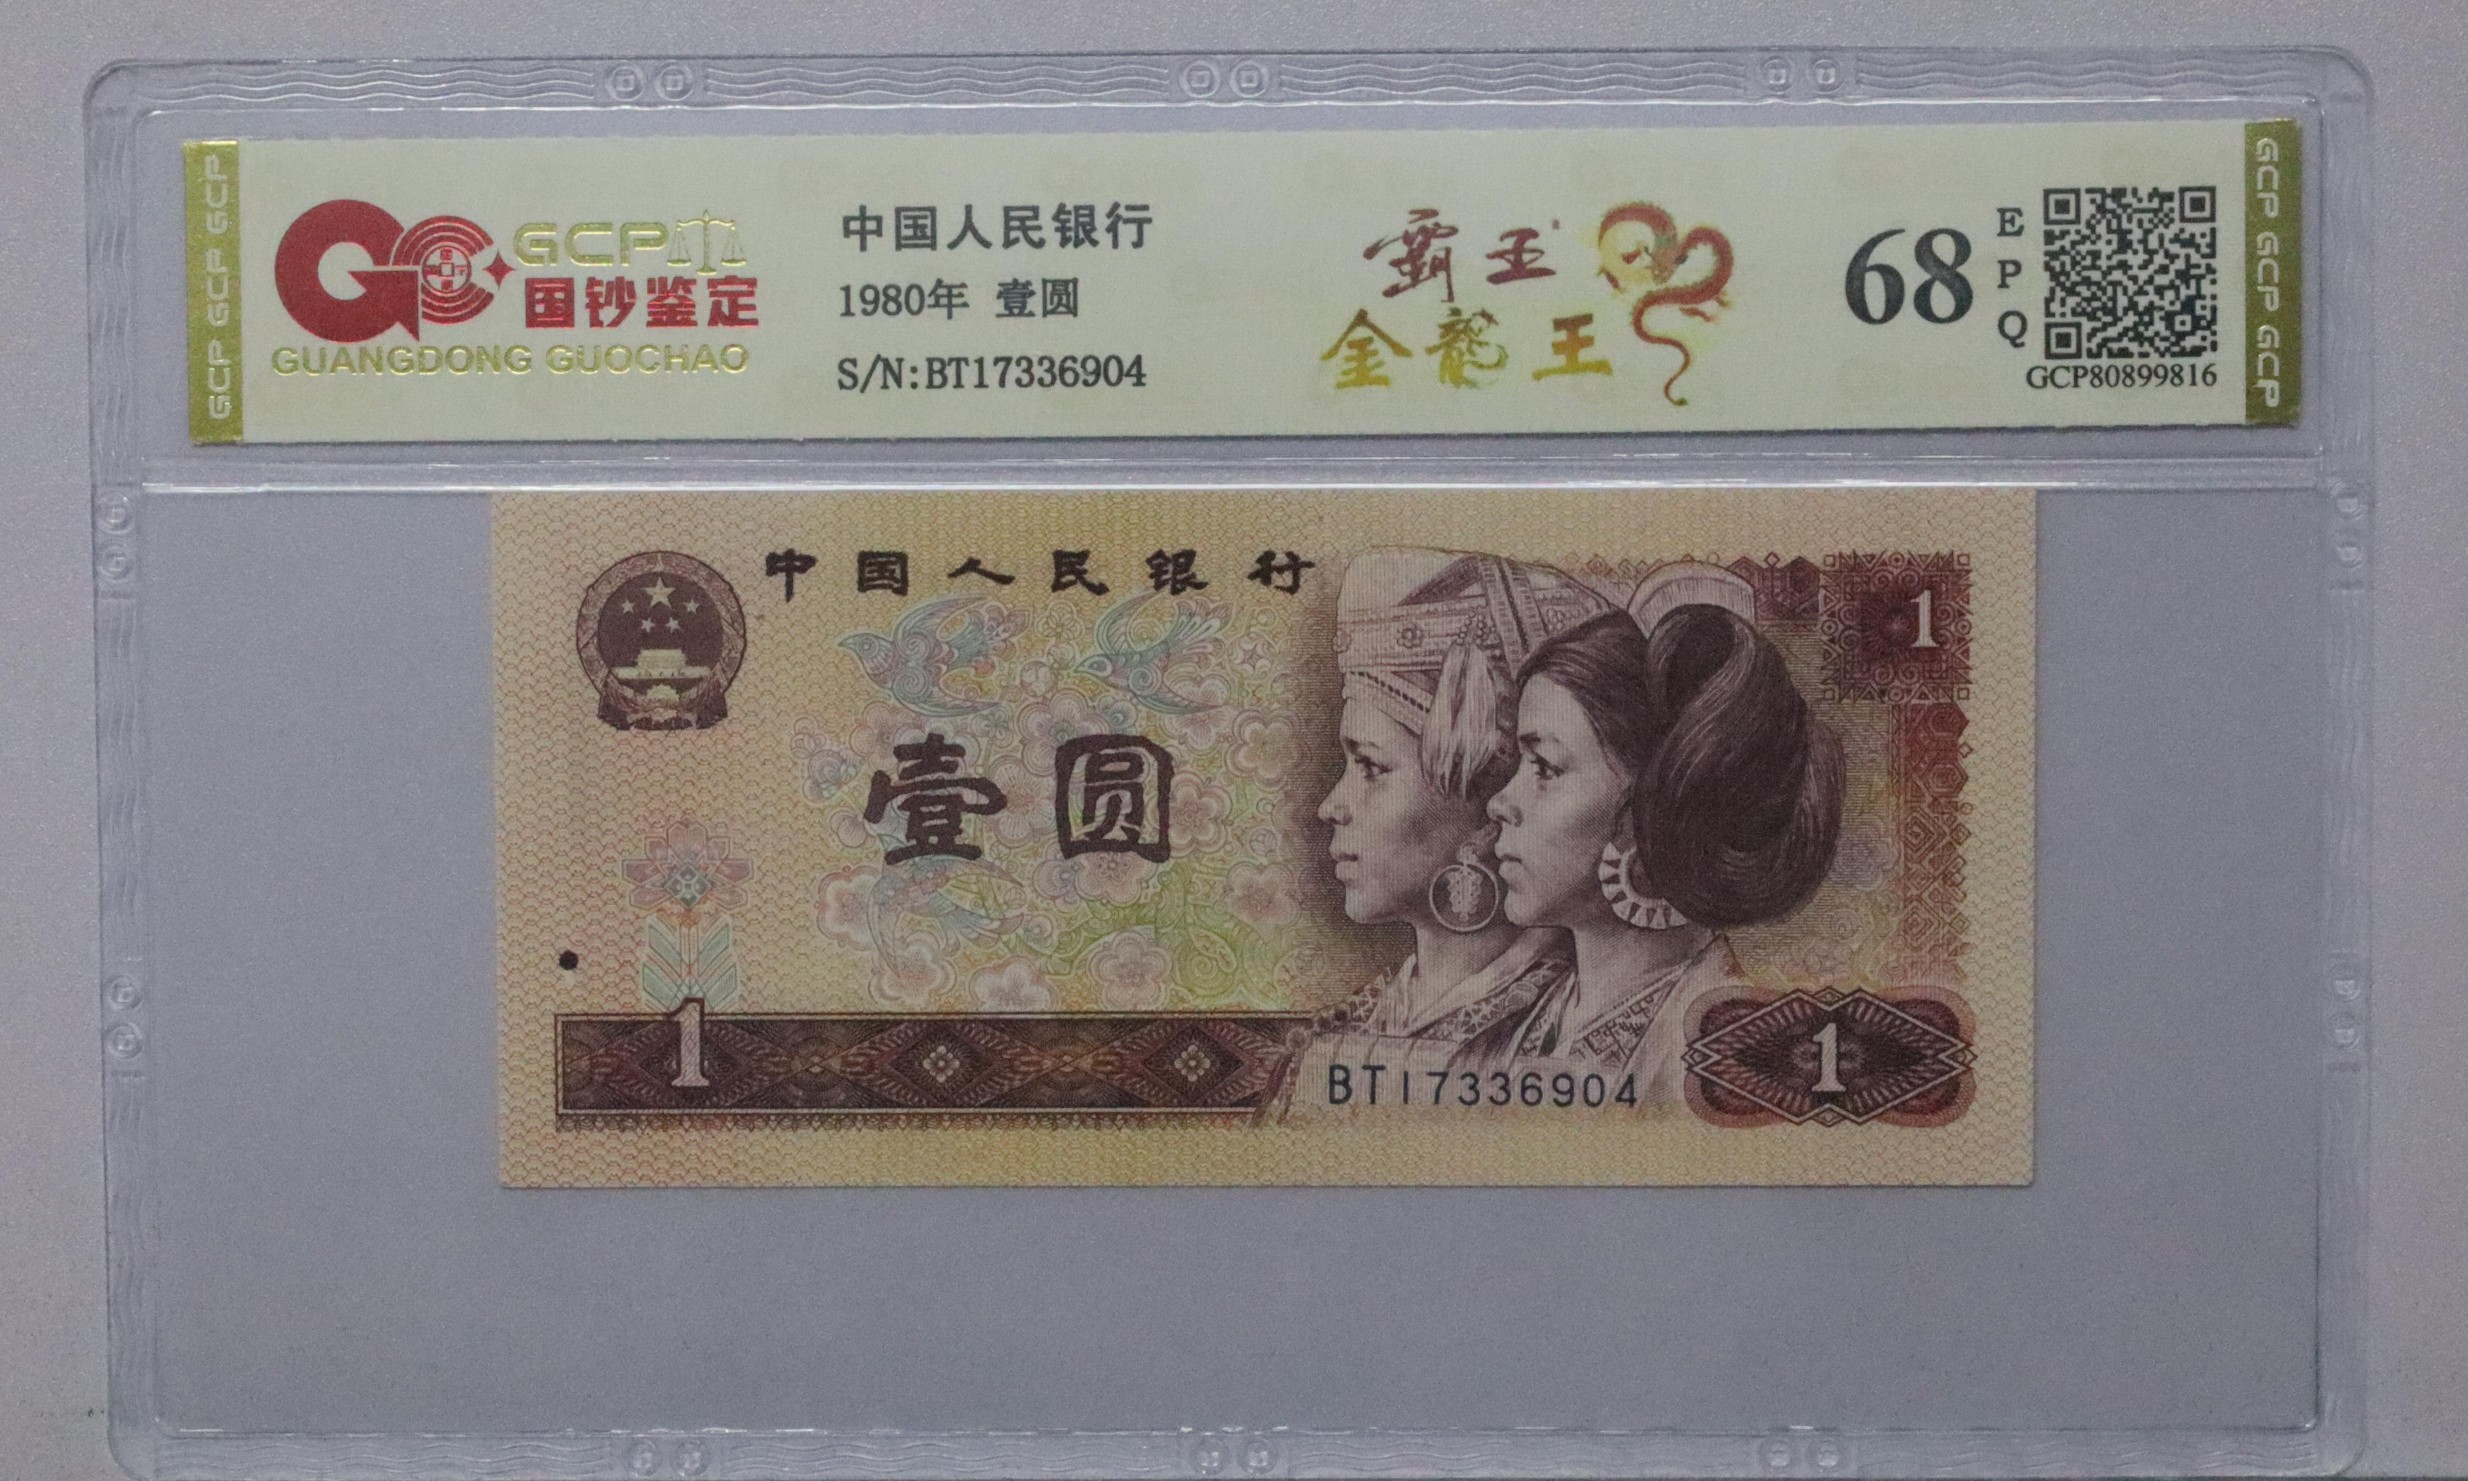 GCP GCP GCP
GCP
国钞鉴定
GUANGDONG GUOCHAO
中国人民银行
1980年 壹圆
S/N:BT17336904
霸王
金龍王
68
E
P
Q
GCP80899816
GCP GCP GCP
中国人民银行
1
壹圆
1
BT17336904
1